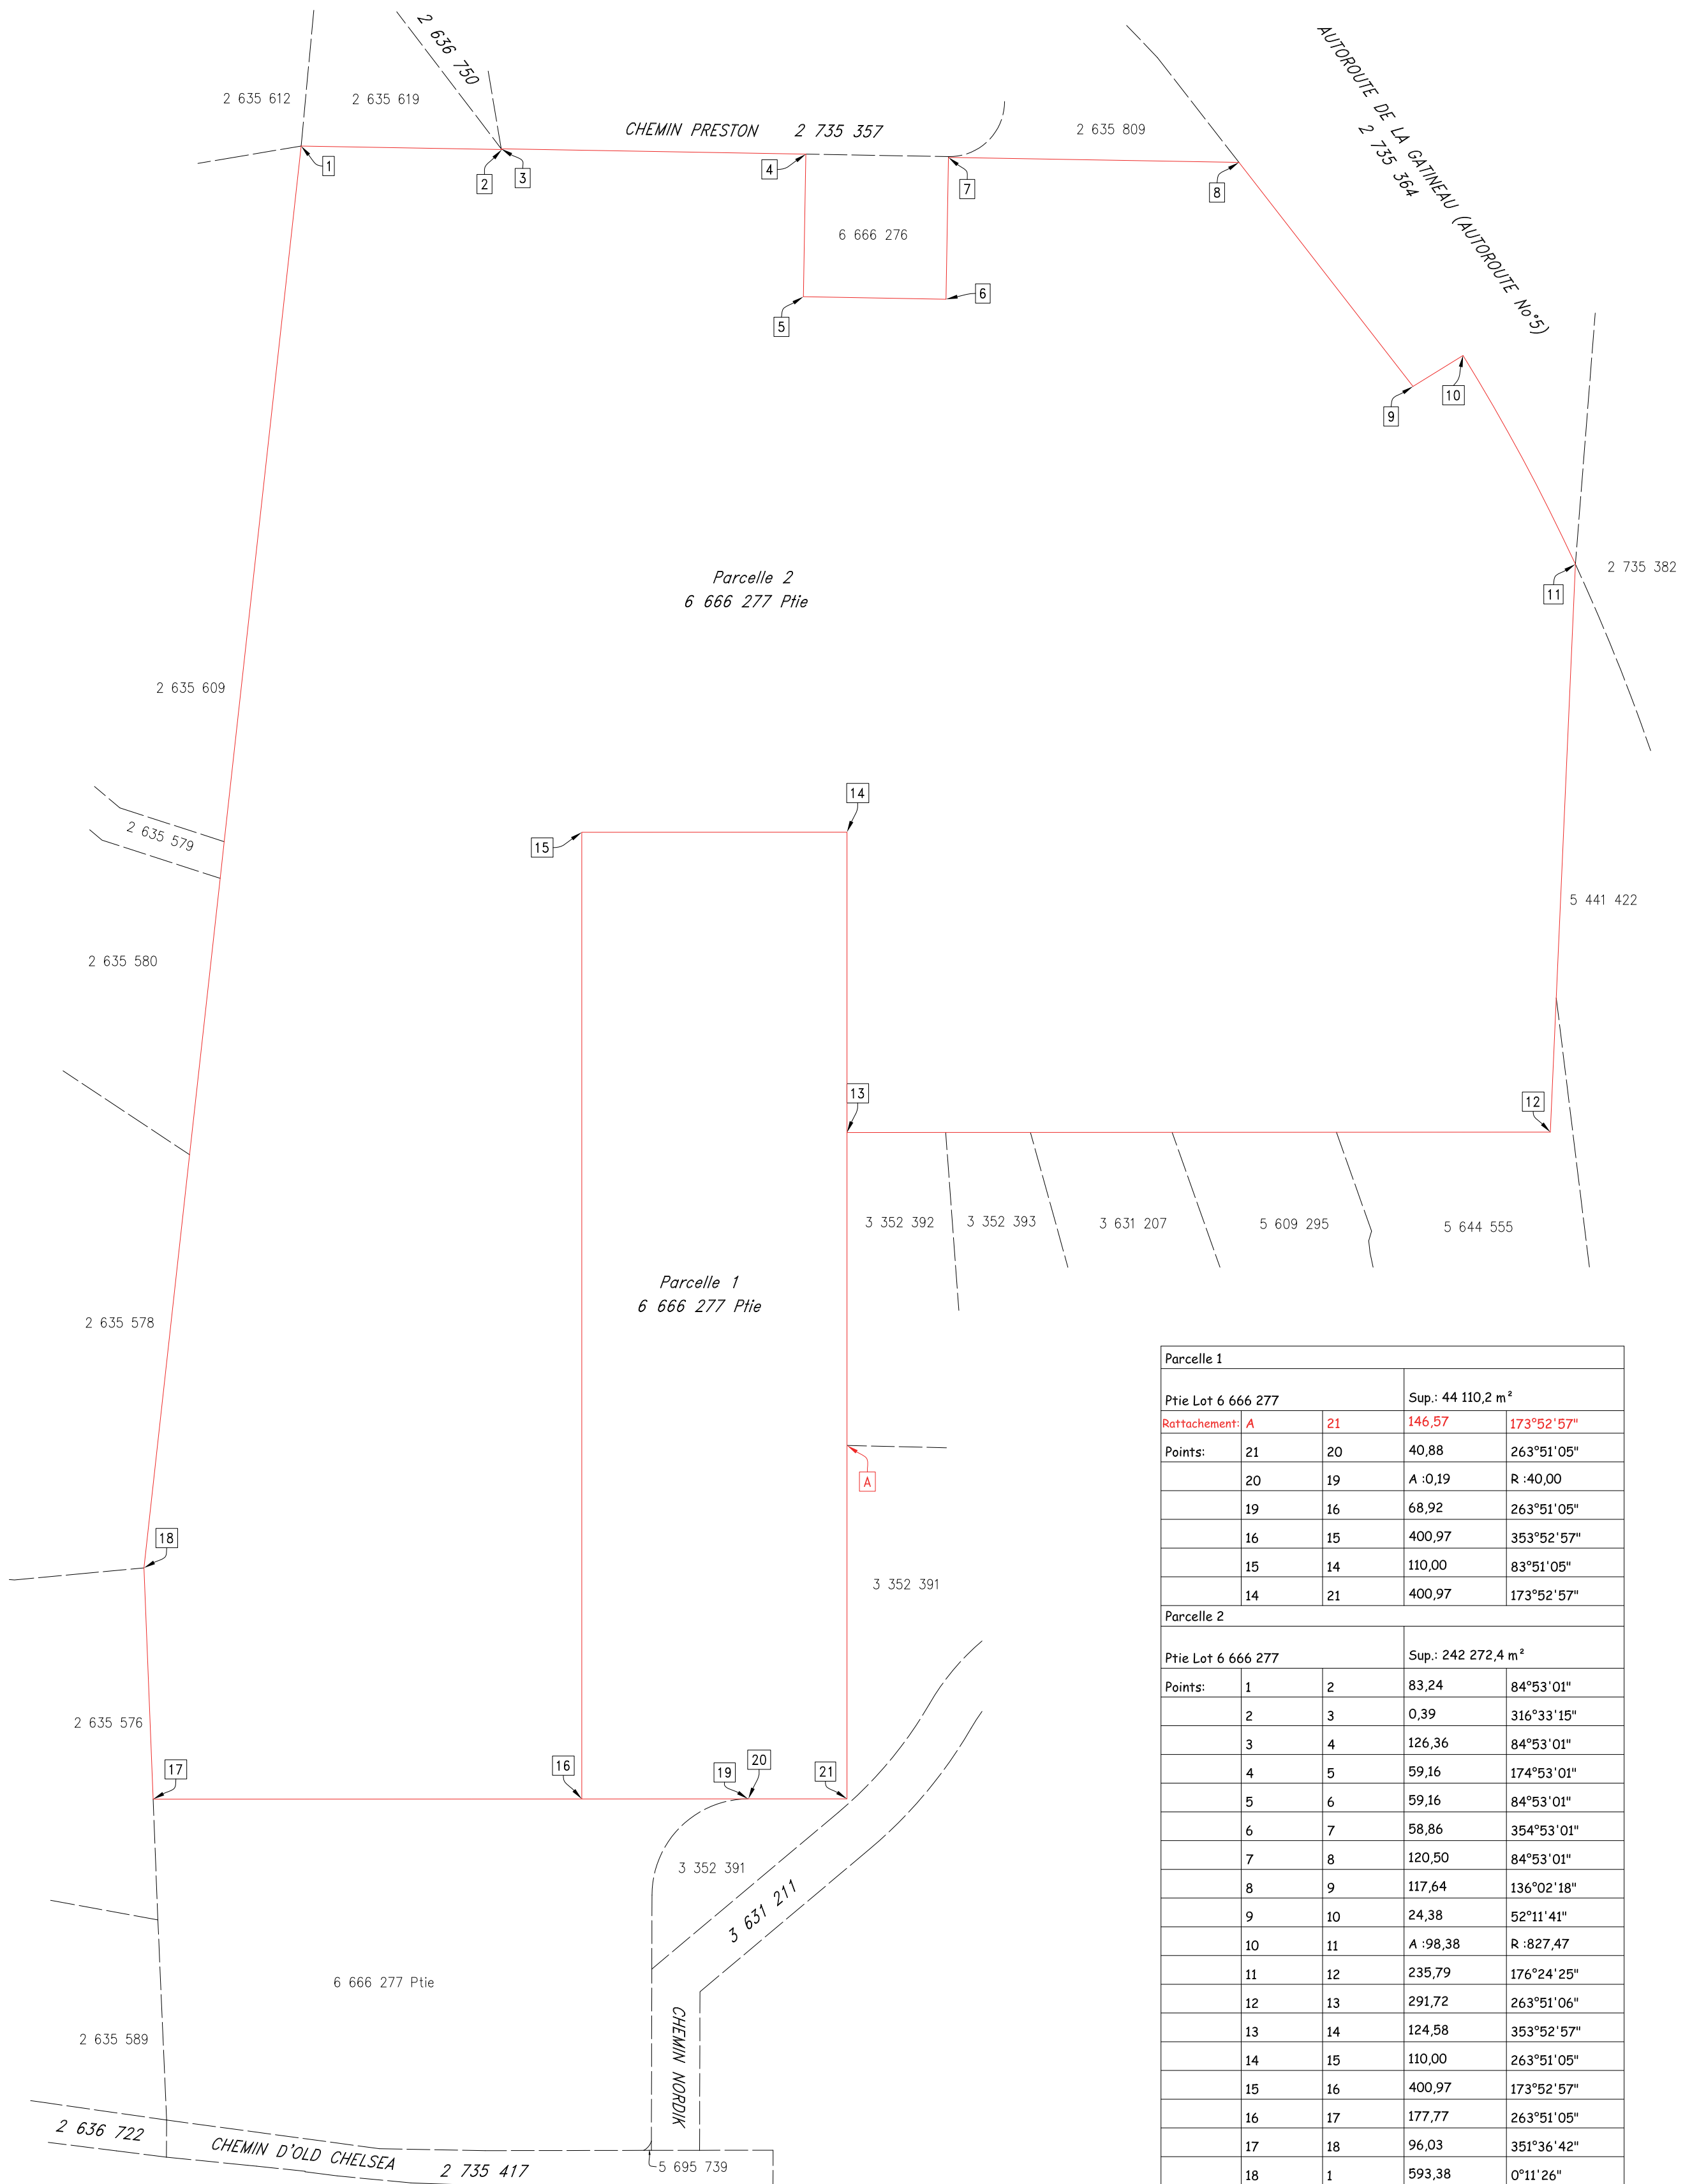 2 636 750
AUTOROUTE DE LA GATINEAU (AUTOROUTE No°5)
2 735 364
2 635 612
2 635 619
CHEMIN PRESTON 2 735 357
2 635 809
1
2
3
4
7
8
6 666 276
5
6
9
10
11
2 735 382
Parcelle 2
6 666 277 Ptie
2 635 609
14
15
2 635 579
5 441 422
2 635 580
13
12
3 352 392
3 352 393
3 631 207
5 609 295
5 644 555
Parcelle 1
6 666 277 Ptie
2 635 578
A
18
3 352 391
2 635 576
17
16
19
20
21
3 352 391
3 631 211
6 666 277 Ptie
CHEMIN NORDIK
2 635 589
2 636 722
CHEMIN D'OLD CHELSEA 2 735 417
5 695 739
Parcelle 1
Ptie Lot 6 666 277 Sup.: 44 110,2 m²
Rattachement: A 21 146,57 173°52'57"
Points: 21 20 40,88 263°51'05"
20 19 A :0,19 R :40,00
19 16 68,92 263°51'05"
16 15 400,97 353°52'57"
15 14 110,00 83°51'05"
14 21 400,97 173°52'57"
Parcelle 2
Ptie Lot 6 666 277 Sup.: 242 272,4 m²
Points: 1 2 83,24 84°53'01"
2 3 0,39 316°33'15"
3 4 126,36 84°53'01"
4 5 59,16 174°53'01"
5 6 59,16 84°53'01"
6 7 58,86 354°53'01"
7 8 120,50 84°53'01"
8 9 117,64 136°02'18"
9 10 24,38 52°11'41"
10 11 A :98,38 R :827,47
11 12 235,79 176°24'25"
12 13 291,72 263°51'06"
13 14 124,58 353°52'57"
14 15 110,00 263°51'05"
15 16 400,97 173°52'57"
16 17 177,77 263°51'05"
17 18 96,03 351°36'42"
18 1 593,38 0°11'26"